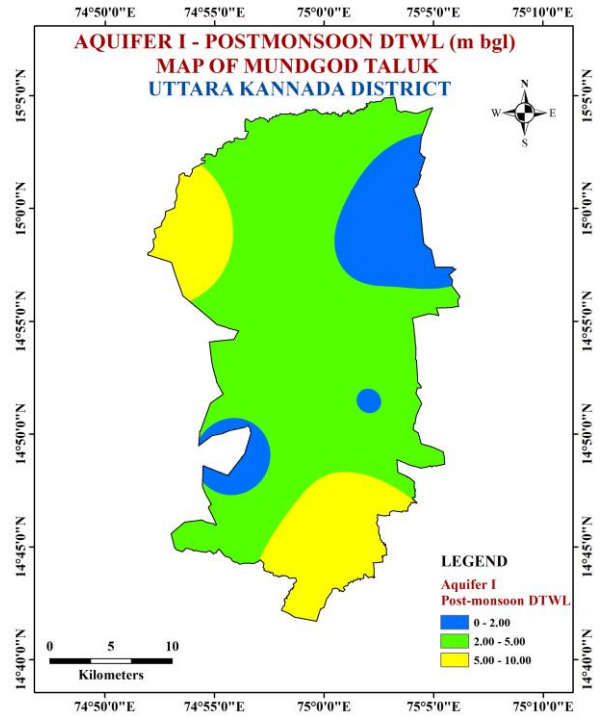 74°50'0"E 74°55'0"E 75°0'0"E 75°5'0"E 75°10'0"E
AQUIFER I - POSTMONSOON DTWL (m bgl)
MAP OF MUNDGOD TALUK
UTTARA KANNADA DISTRICT
N
W E
S
15°5'0"N 15°5'0"N
15°0'0"N 15°0'0"N
14°55'0"N 14°55'0"N
14°50'0"N 14°50'0"N
14°45'0"N 14°45'0"N
14°40'0"N 14°40'0"N
LEGEND
Aquifer I
Post-monsoon DTWL
0 - 2.00
2.00 - 5.00
5.00 - 10.00
0 5 10
Kilometers
74°50'0"E 74°55'0"E 75°0'0"E 75°5'0"E 75°10'0"E